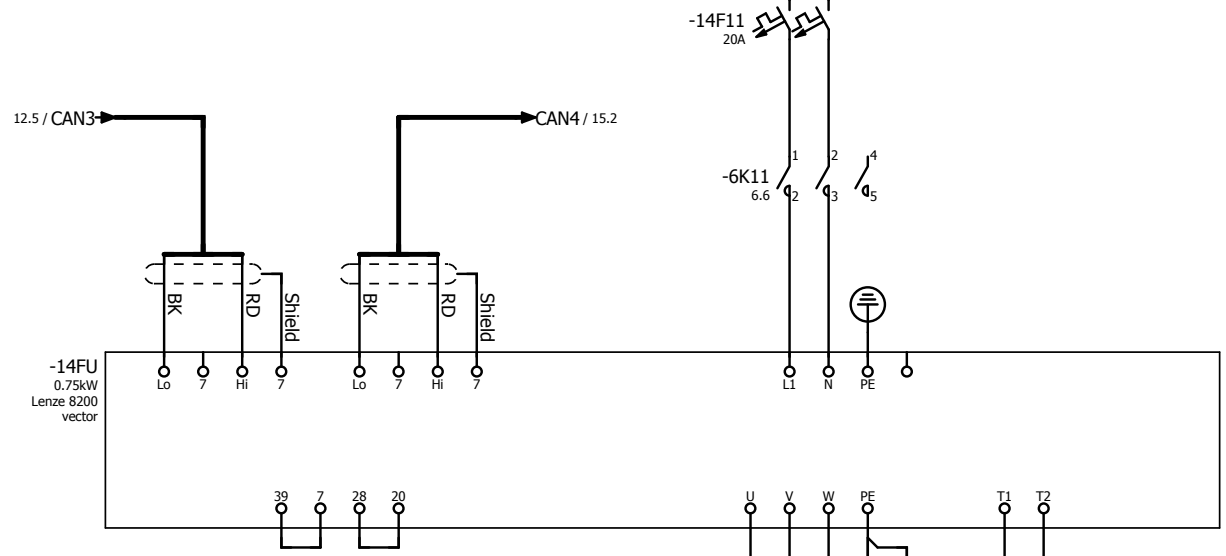 -14F11
20A
12.5 / CAN3
CAN4 / 15.2
1 2 4
-6K11
6.6
2 3 5
BK RD Shield BK RD Shield
-14FU
0.75kW
Lenze 8200
vector
Lo 7 Hi 7 Lo 7 Hi 7 L1 N PE
39 7 28 20 U V W PE T1 T2